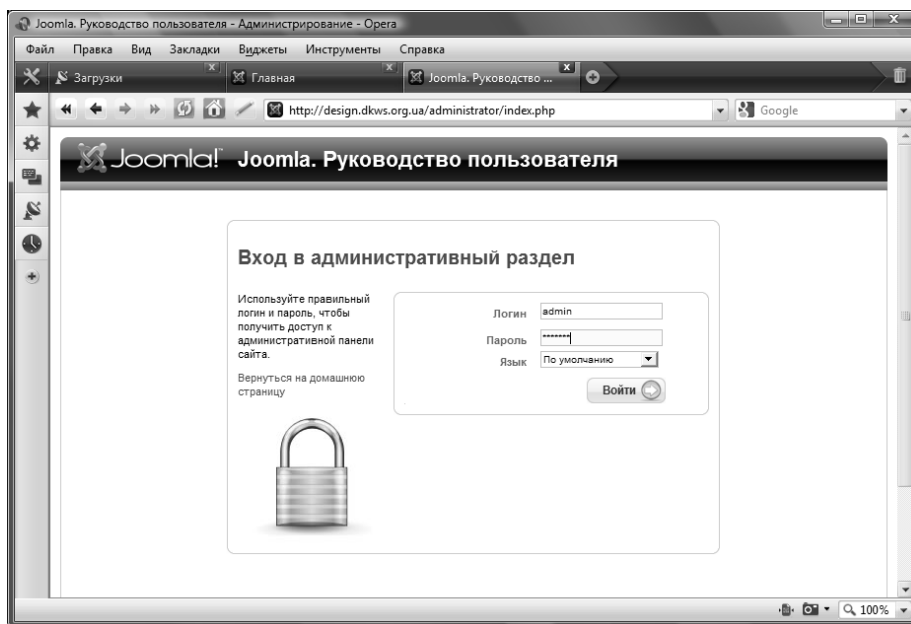 Joomla. Руководство пользователя - Администрирование - Opera
Файл Правка Вид Закладки Виджеты Инструменты Справка
Загрузки Главная Joomla. Руководство ...
http://design.dkws.org.ua/administrator/index.php Google
Joomla! Joomla. Руководство пользователя
Вход в административный раздел
Используйте правильный
логин и пароль, чтобы
получить доступ к
административной панели
сайта.
Вернуться на домашнюю
страницу
Логин admin
Пароль *******
Язык По умолчанию
Войти
100%